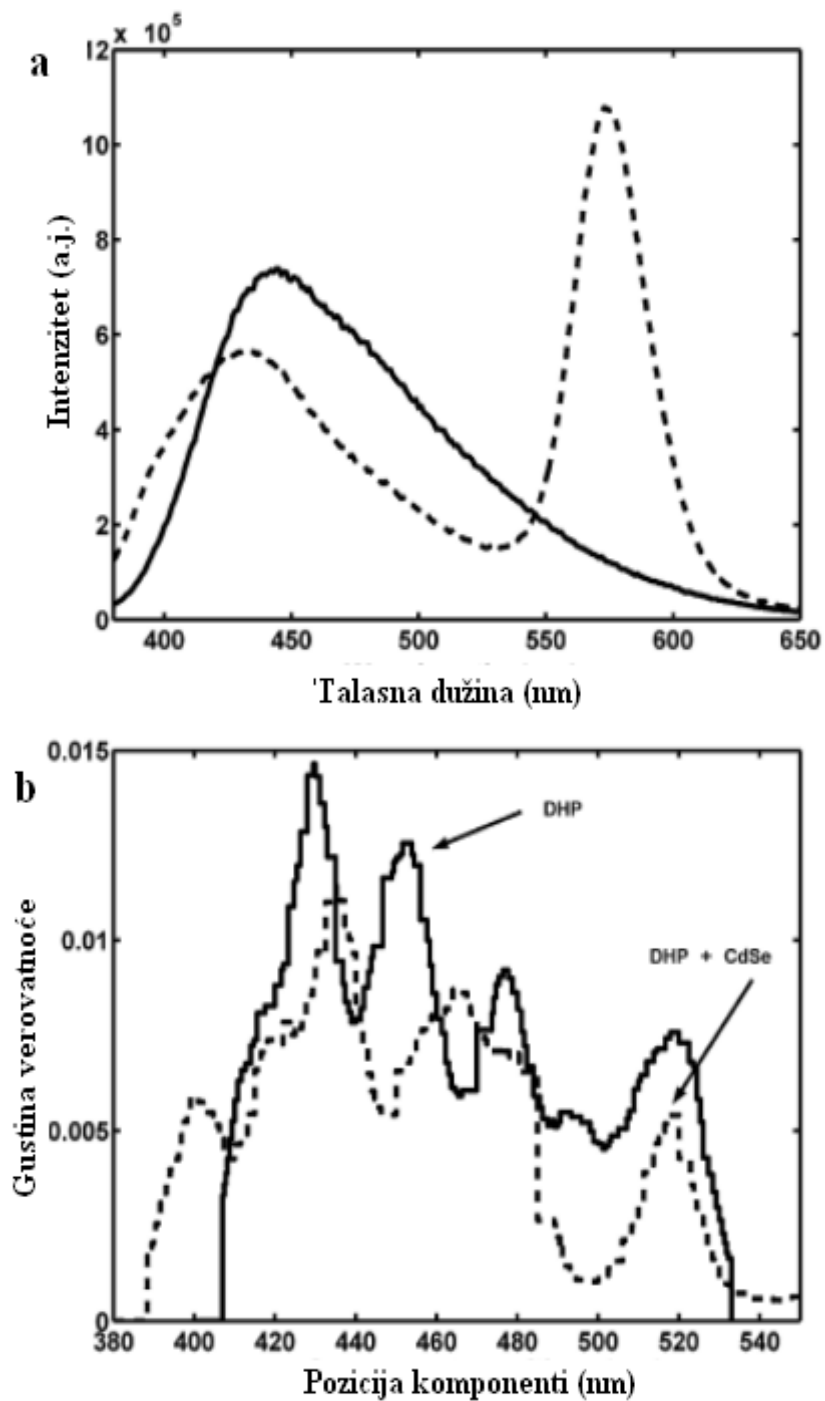 x 10⁵
a
12
10
8
6
4
2
0
Intenzitet (a.j.)
400 450 500 550 600 650
Talasna dužina (nm)
b
0.015
0.01
0.005
0
Gustina verovatnoće
DHP
DHP + CdSe
380 400 420 440 460 480 500 520 540
Pozicija komponenti (nm)